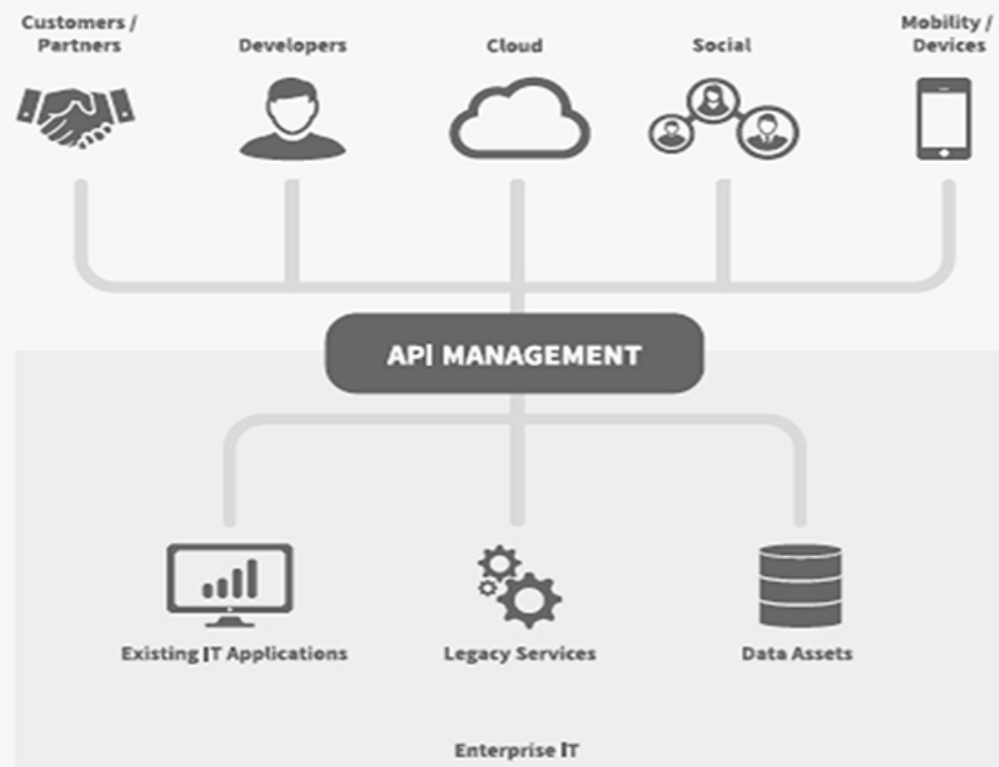 Customers /
Partners
Developers
Cloud
Social
Mobility /
Devices
API MANAGEMENT
Existing IT Applications
Legacy Services
Data Assets
Enterprise IT